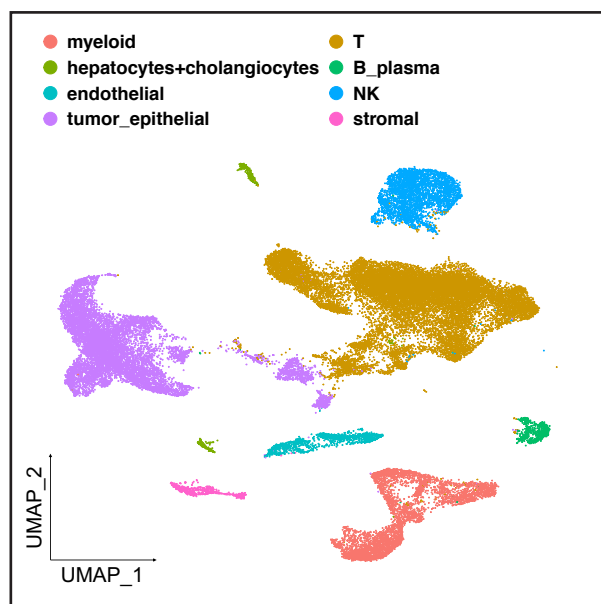 myeloid
T
hepatocytes+cholangiocytes
B_plasma
endothelial
NK
tumor_epithelial
stromal
UMAP_2
UMAP_1